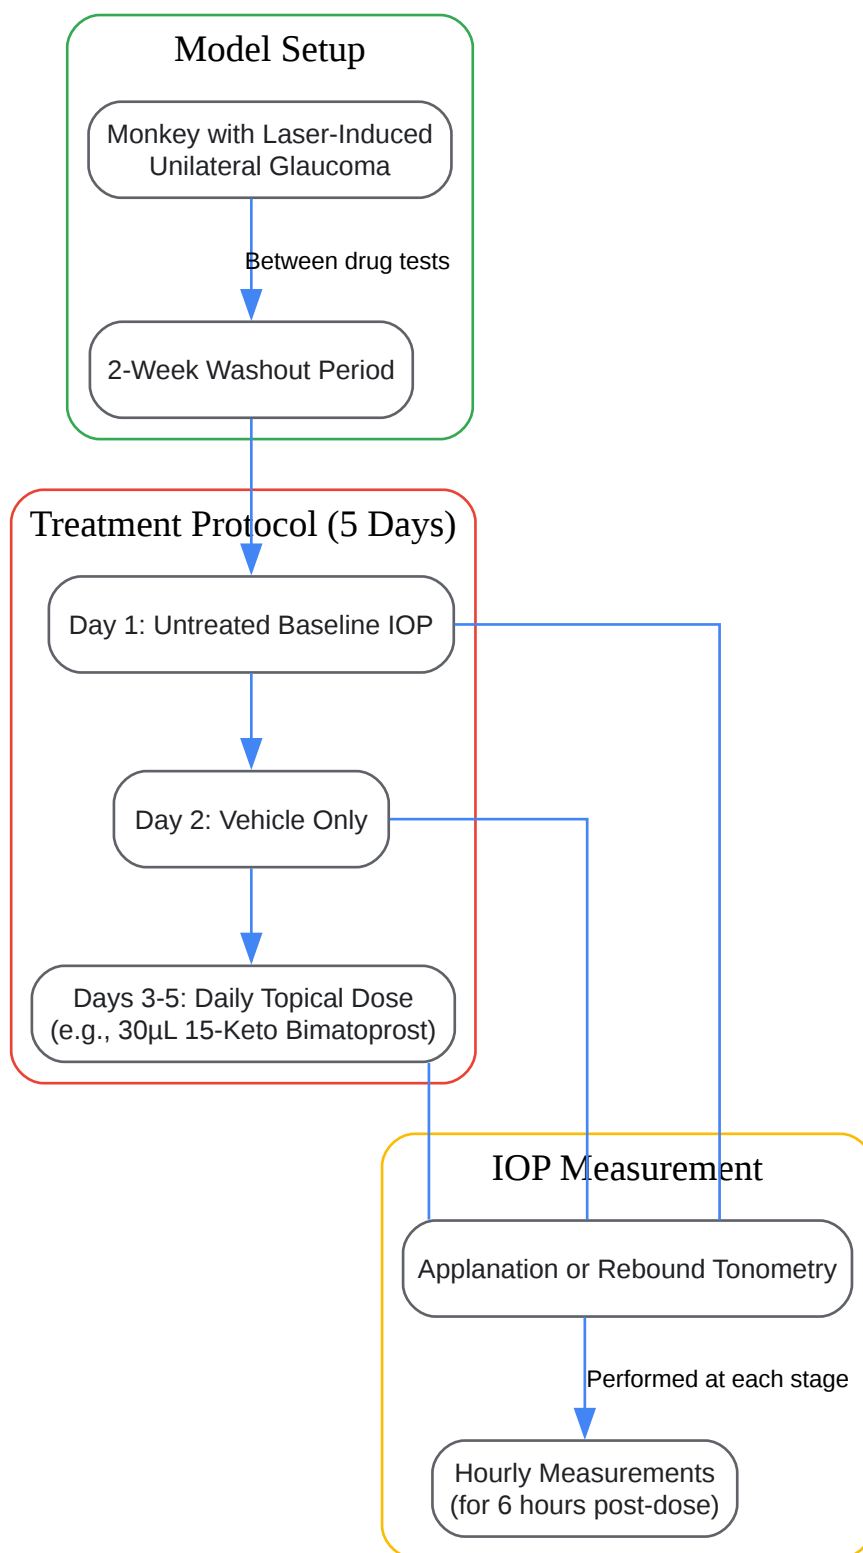 Model Setup
Monkey with Laser-Induced
Unilateral Glaucoma
Between drug tests
2-Week Washout Period
Treatment Protocol (5 Days)
Day 1: Untreated Baseline IOP
Day 2: Vehicle Only
Days 3-5: Daily Topical Dose
(e.g., 30µL 15-Keto Bimatoprost)
IOP Measurement
Applanation or Rebound Tonometry
Performed at each stage
Hourly Measurements
(for 6 hours post-dose)